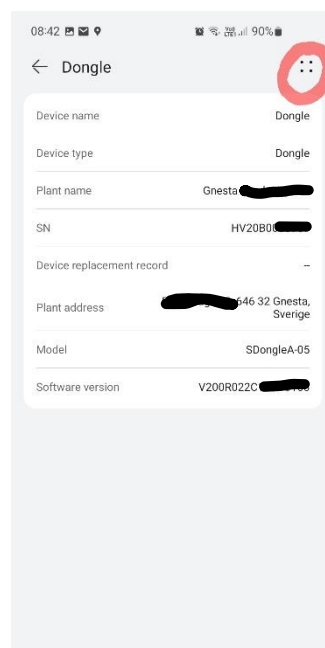 08:42 90%
Dongle
Device name Dongle
Device type Dongle
Plant name Gnesta
SN HV20B00
Device replacement record --
Plant address 646 32 Gnesta,
Sverige
Model SDongleA-05
Software version V200R022C